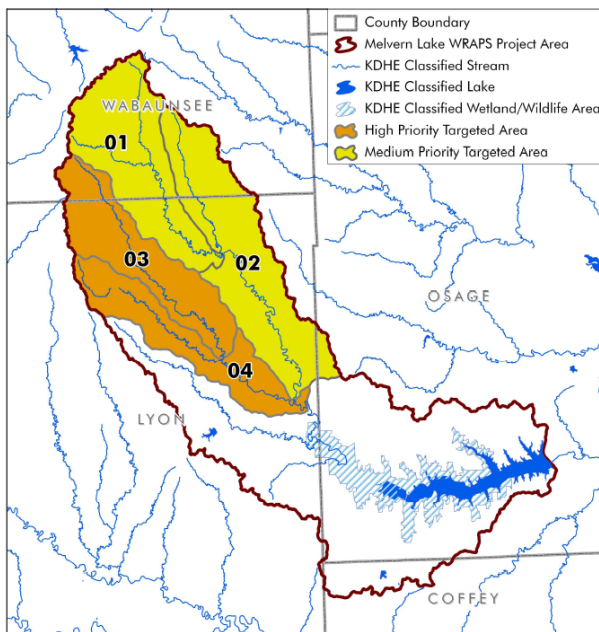 County Boundary
Melvern Lake WRAPS Project Area
KDHE Classified Stream
KDHE Classified Lake
KDHE Classified Wetland/Wildlife Area
High Priority Targeted Area
Medium Priority Targeted Area
WABAUNSEE
01
03
02
OSAGE
04
LYON
COFFEY